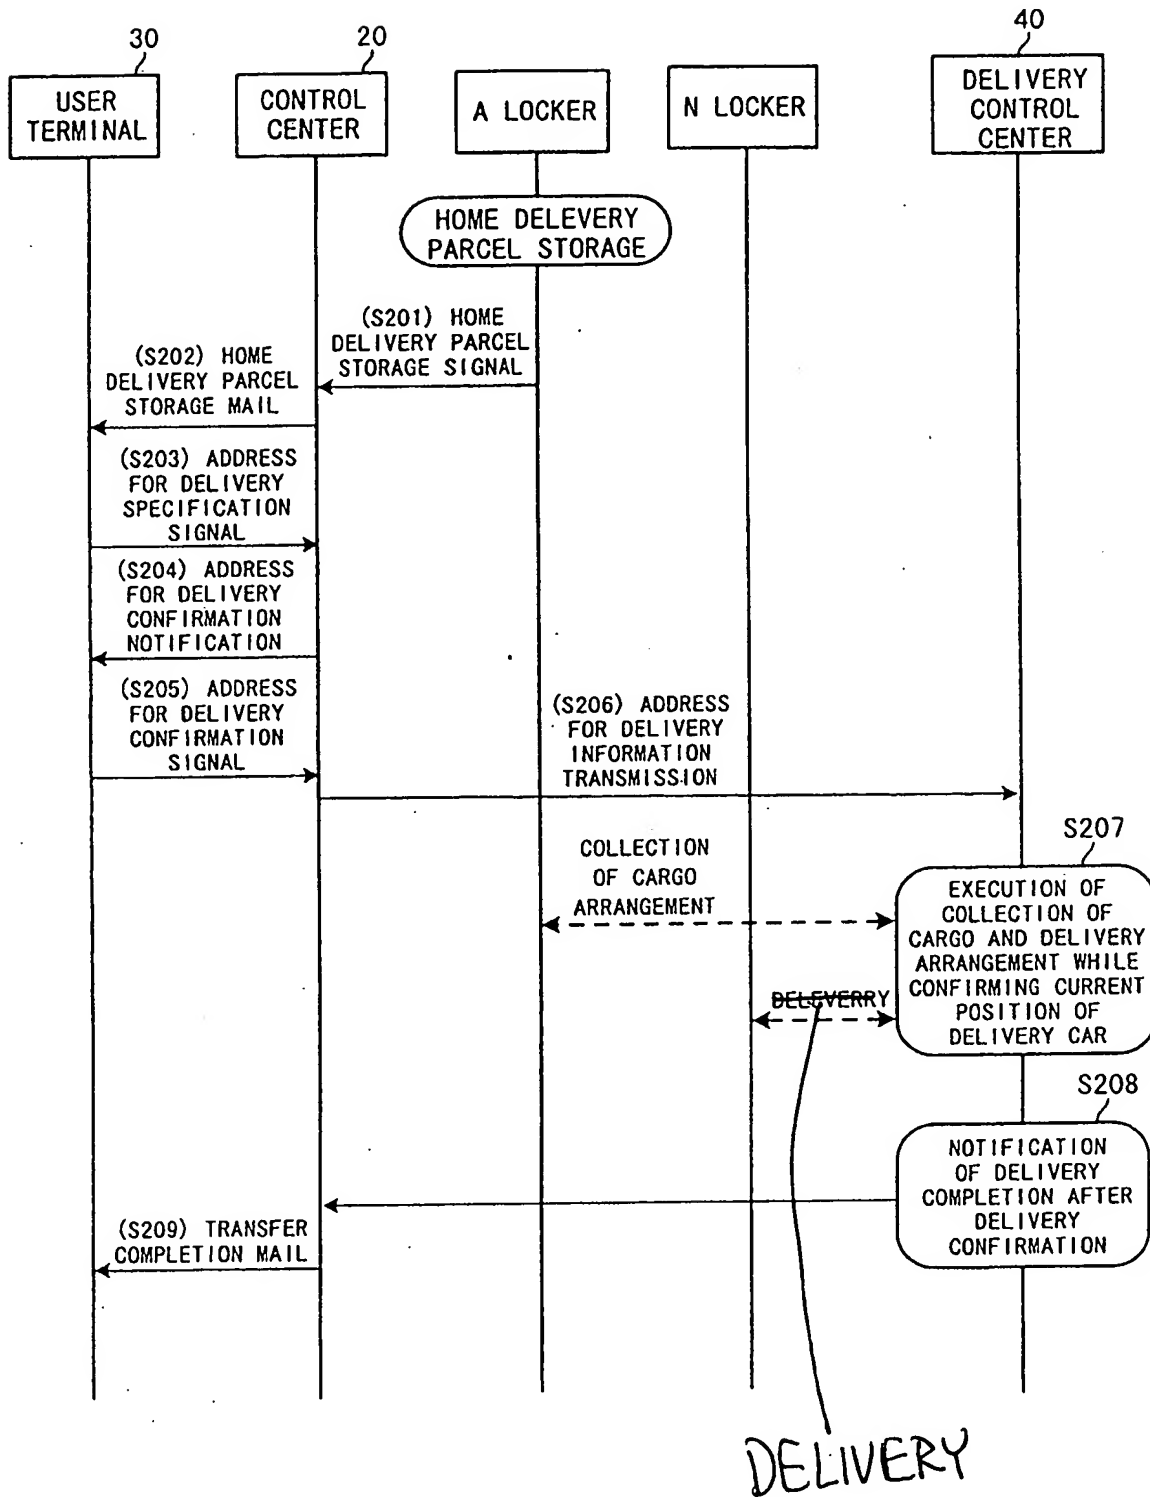 30
20
40
USER
TERMINAL
CONTROL
CENTER
A LOCKER
N LOCKER
DELIVERY
CONTROL
CENTER
HOME DELEVERY
PARCEL STORAGE
(S201) HOME
DELIVERY PARCEL
STORAGE SIGNAL
(S202) HOME
DELIVERY PARCEL
STORAGE MAIL
(S203) ADDRESS
FOR DELIVERY
SPECIFICATION
SIGNAL
(S204) ADDRESS
FOR DELIVERY
CONFIRMATION
NOTIFICATION
(S205) ADDRESS
FOR DELIVERY
CONFIRMATION
SIGNAL
(S206) ADDRESS
FOR DELIVERY
INFORMATION
TRANSMISSION
COLLECTION
OF CARGO
ARRANGEMENT
S207
EXECUTION OF
COLLECTION OF
CARGO AND DELIVERY
ARRANGEMENT WHILE
CONFIRMING CURRENT
POSITION OF
DELIVERY CAR
DELEVERRY
S208
NOTIFICATION
OF DELIVERY
COMPLETION AFTER
DELIVERY
CONFIRMATION
(S209) TRANSFER
COMPLETION MAIL
DELIVERY